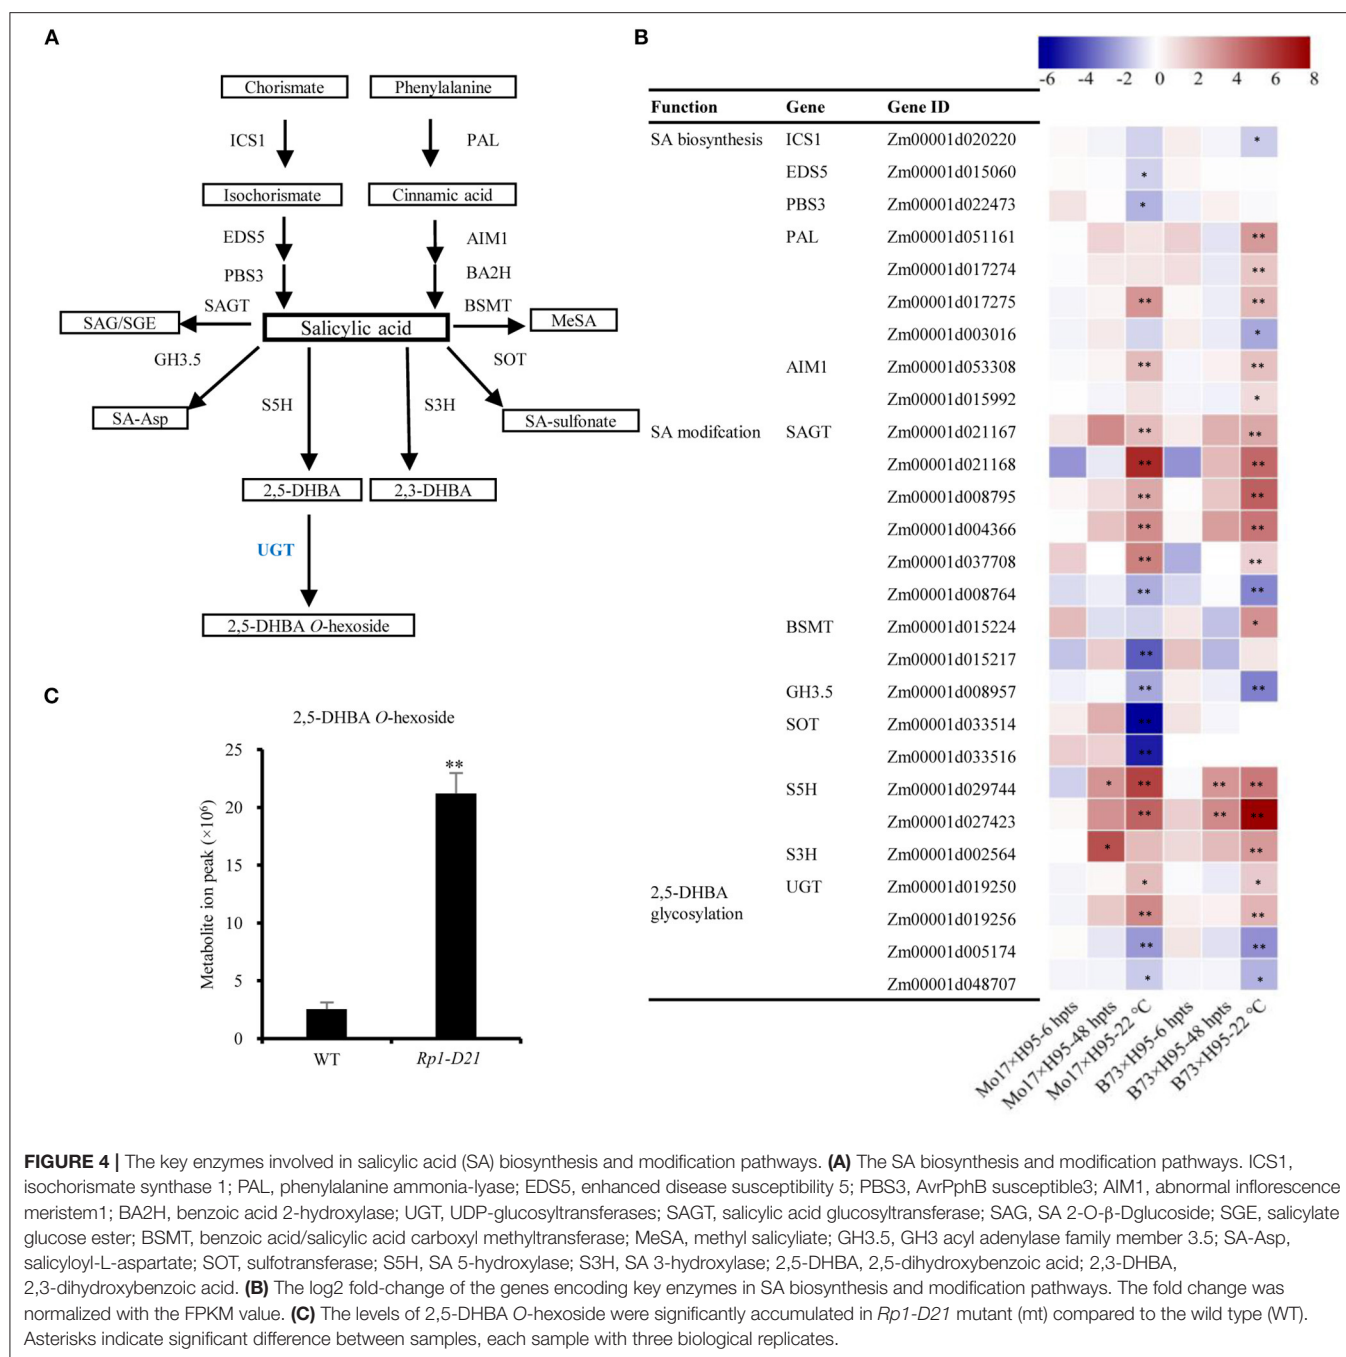 A
Chorismate
Phenylalanine
ICS1
PAL
Isochorismate
Cinnamic acid
EDS5
AIM1
PBS3
BA2H
SAGT
BSMT
SAG/SGE
Salicylic acid
MeSA
GH3.5
SOT
S5H
S3H
SA-Asp
SA-sulfonate
2,5-DHBA
2,3-DHBA
UGT
2,5-DHBA O-hexoside
B
-6 -4 -2 0 2 4 6 8
Function Gene Gene ID
SA biosynthesis ICS1 Zm00001d020220 *
EDS5 Zm00001d015060 *
PBS3 Zm00001d022473 *
PAL Zm00001d051161 **
Zm00001d017274 **
Zm00001d017275 ** **
Zm00001d003016 *
AIM1 Zm00001d053308 ** **
Zm00001d015992 *
SA modifcation SAGT Zm00001d021167 ** **
Zm00001d021168 ** **
Zm00001d008795 ** **
Zm00001d004366 ** **
Zm00001d037708 ** **
Zm00001d008764 ** **
BSMT Zm00001d015224 *
Zm00001d015217 **
GH3.5 Zm00001d008957 ** **
SOT Zm00001d033514 **
Zm00001d033516 **
S5H Zm00001d029744 * ** ** **
Zm00001d027423 ** ** **
S3H Zm00001d002564 * **
2,5-DHBA UGT Zm00001d019250 * *
glycosylation Zm00001d019256 ** **
Zm00001d005174 ** **
Zm00001d048707 * *
Mo17×H95-6 hpts
Mo17×H95-48 hpts
Mo17×H95-22 °C
B73×H95-6 hpts
B73×H95-48 hpts
B73×H95-22 °C
C
2,5-DHBA O-hexoside
Metabolite ion peak (×10⁶)
25
20
15
10
5
0
**
WT Rp1-D21
FIGURE 4 | The key enzymes involved in salicylic acid (SA) biosynthesis and modification pathways. (A) The SA biosynthesis and modification pathways. ICS1,
isochorismate synthase 1; PAL, phenylalanine ammonia-lyase; EDS5, enhanced disease susceptibility 5; PBS3, AvrPphB susceptible3; AIM1, abnormal inflorescence
meristem1; BA2H, benzoic acid 2-hydroxylase; UGT, UDP-glucosyltransferases; SAGT, salicylic acid glucosyltransferase; SAG, SA 2-O-β-Dglucoside; SGE, salicylate
glucose ester; BSMT, benzoic acid/salicylic acid carboxyl methyltransferase; MeSA, methyl salicyliate; GH3.5, GH3 acyl adenylase family member 3.5; SA-Asp,
salicyloyl-L-aspartate; SOT, sulfotransferase; S5H, SA 5-hydroxylase; S3H, SA 3-hydroxylase; 2,5-DHBA, 2,5-dihydroxybenzoic acid; 2,3-DHBA,
2,3-dihydroxybenzoic acid. (B) The log2 fold-change of the genes encoding key enzymes in SA biosynthesis and modification pathways. The fold change was
normalized with the FPKM value. (C) The levels of 2,5-DHBA O-hexoside were significantly accumulated in Rp1-D21 mutant (mt) compared to the wild type (WT).
Asterisks indicate significant difference between samples, each sample with three biological replicates.